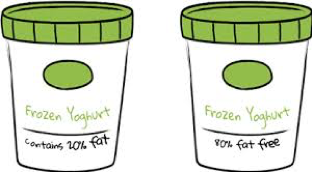 Frozen Yoghurt
contains 20% fat
Frozen Yoghurt
80% fat free